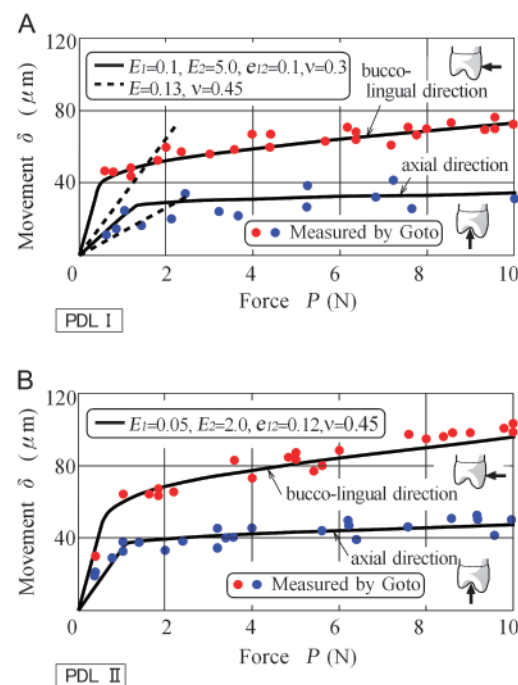 A
120
80
40
0
2
4
6
8
10
Movement δ (μm)
E1=0.1, E2=5.0, e12=0.1,ν=0.3
E=0.13, ν=0.45
bucco-
lingual direction
axial direction
Measured by Goto
Force P (N)
PDL I
B
120
80
40
0
2
4
6
8
10
Movement δ (μm)
E1=0.05, E2=2.0, e12=0.12,ν=0.45
bucco-lingual direction
axial direction
Measured by Goto
Force P (N)
PDL II